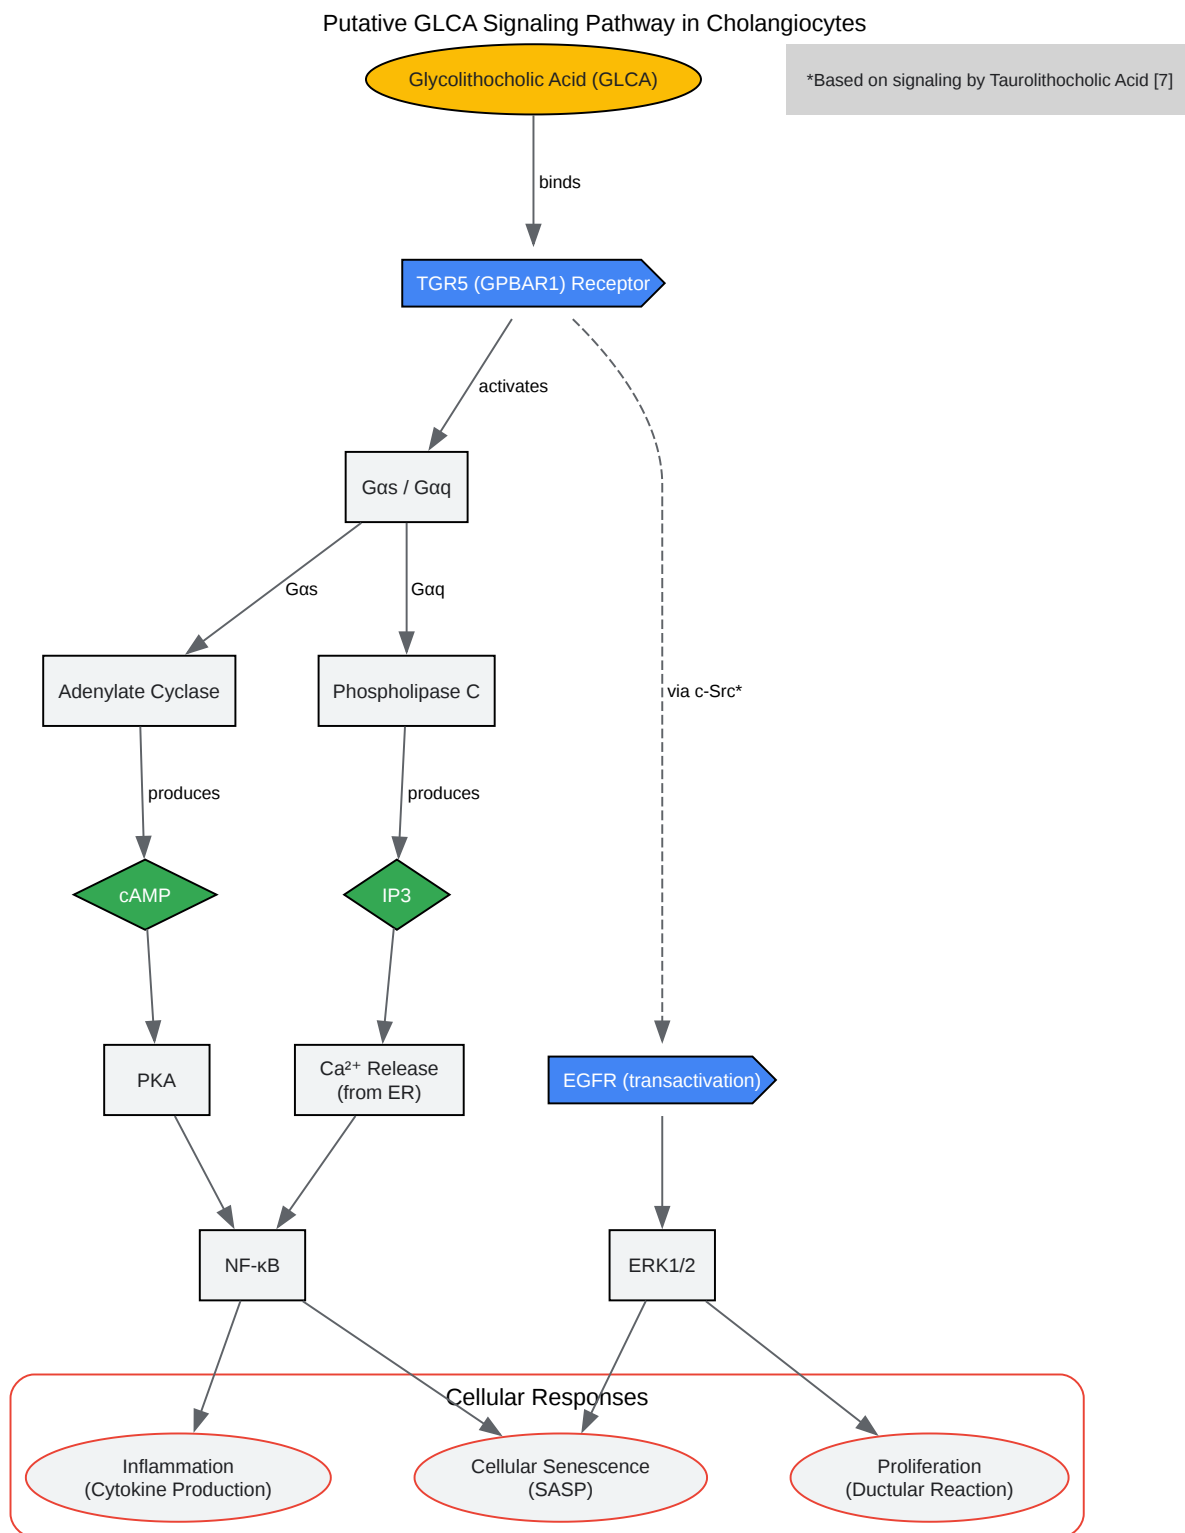 Putative GLCA Signaling Pathway in Cholangiocytes
Glycolithocholic Acid (GLCA)
*Based on signaling by Taurolithocholic Acid [7]
binds
TGR5 (GPBAR1) Receptor
activates
Gαs / Gαq
Gαs
Gαq
Adenylate Cyclase
Phospholipase C
via c-Src*
produces
produces
cAMP
IP3
PKA
Ca²⁺ Release
(from ER)
EGFR (transactivation)
NF-κB
ERK1/2
Cellular Responses
Inflammation
(Cytokine Production)
Cellular Senescence
(SASP)
Proliferation
(Ductular Reaction)